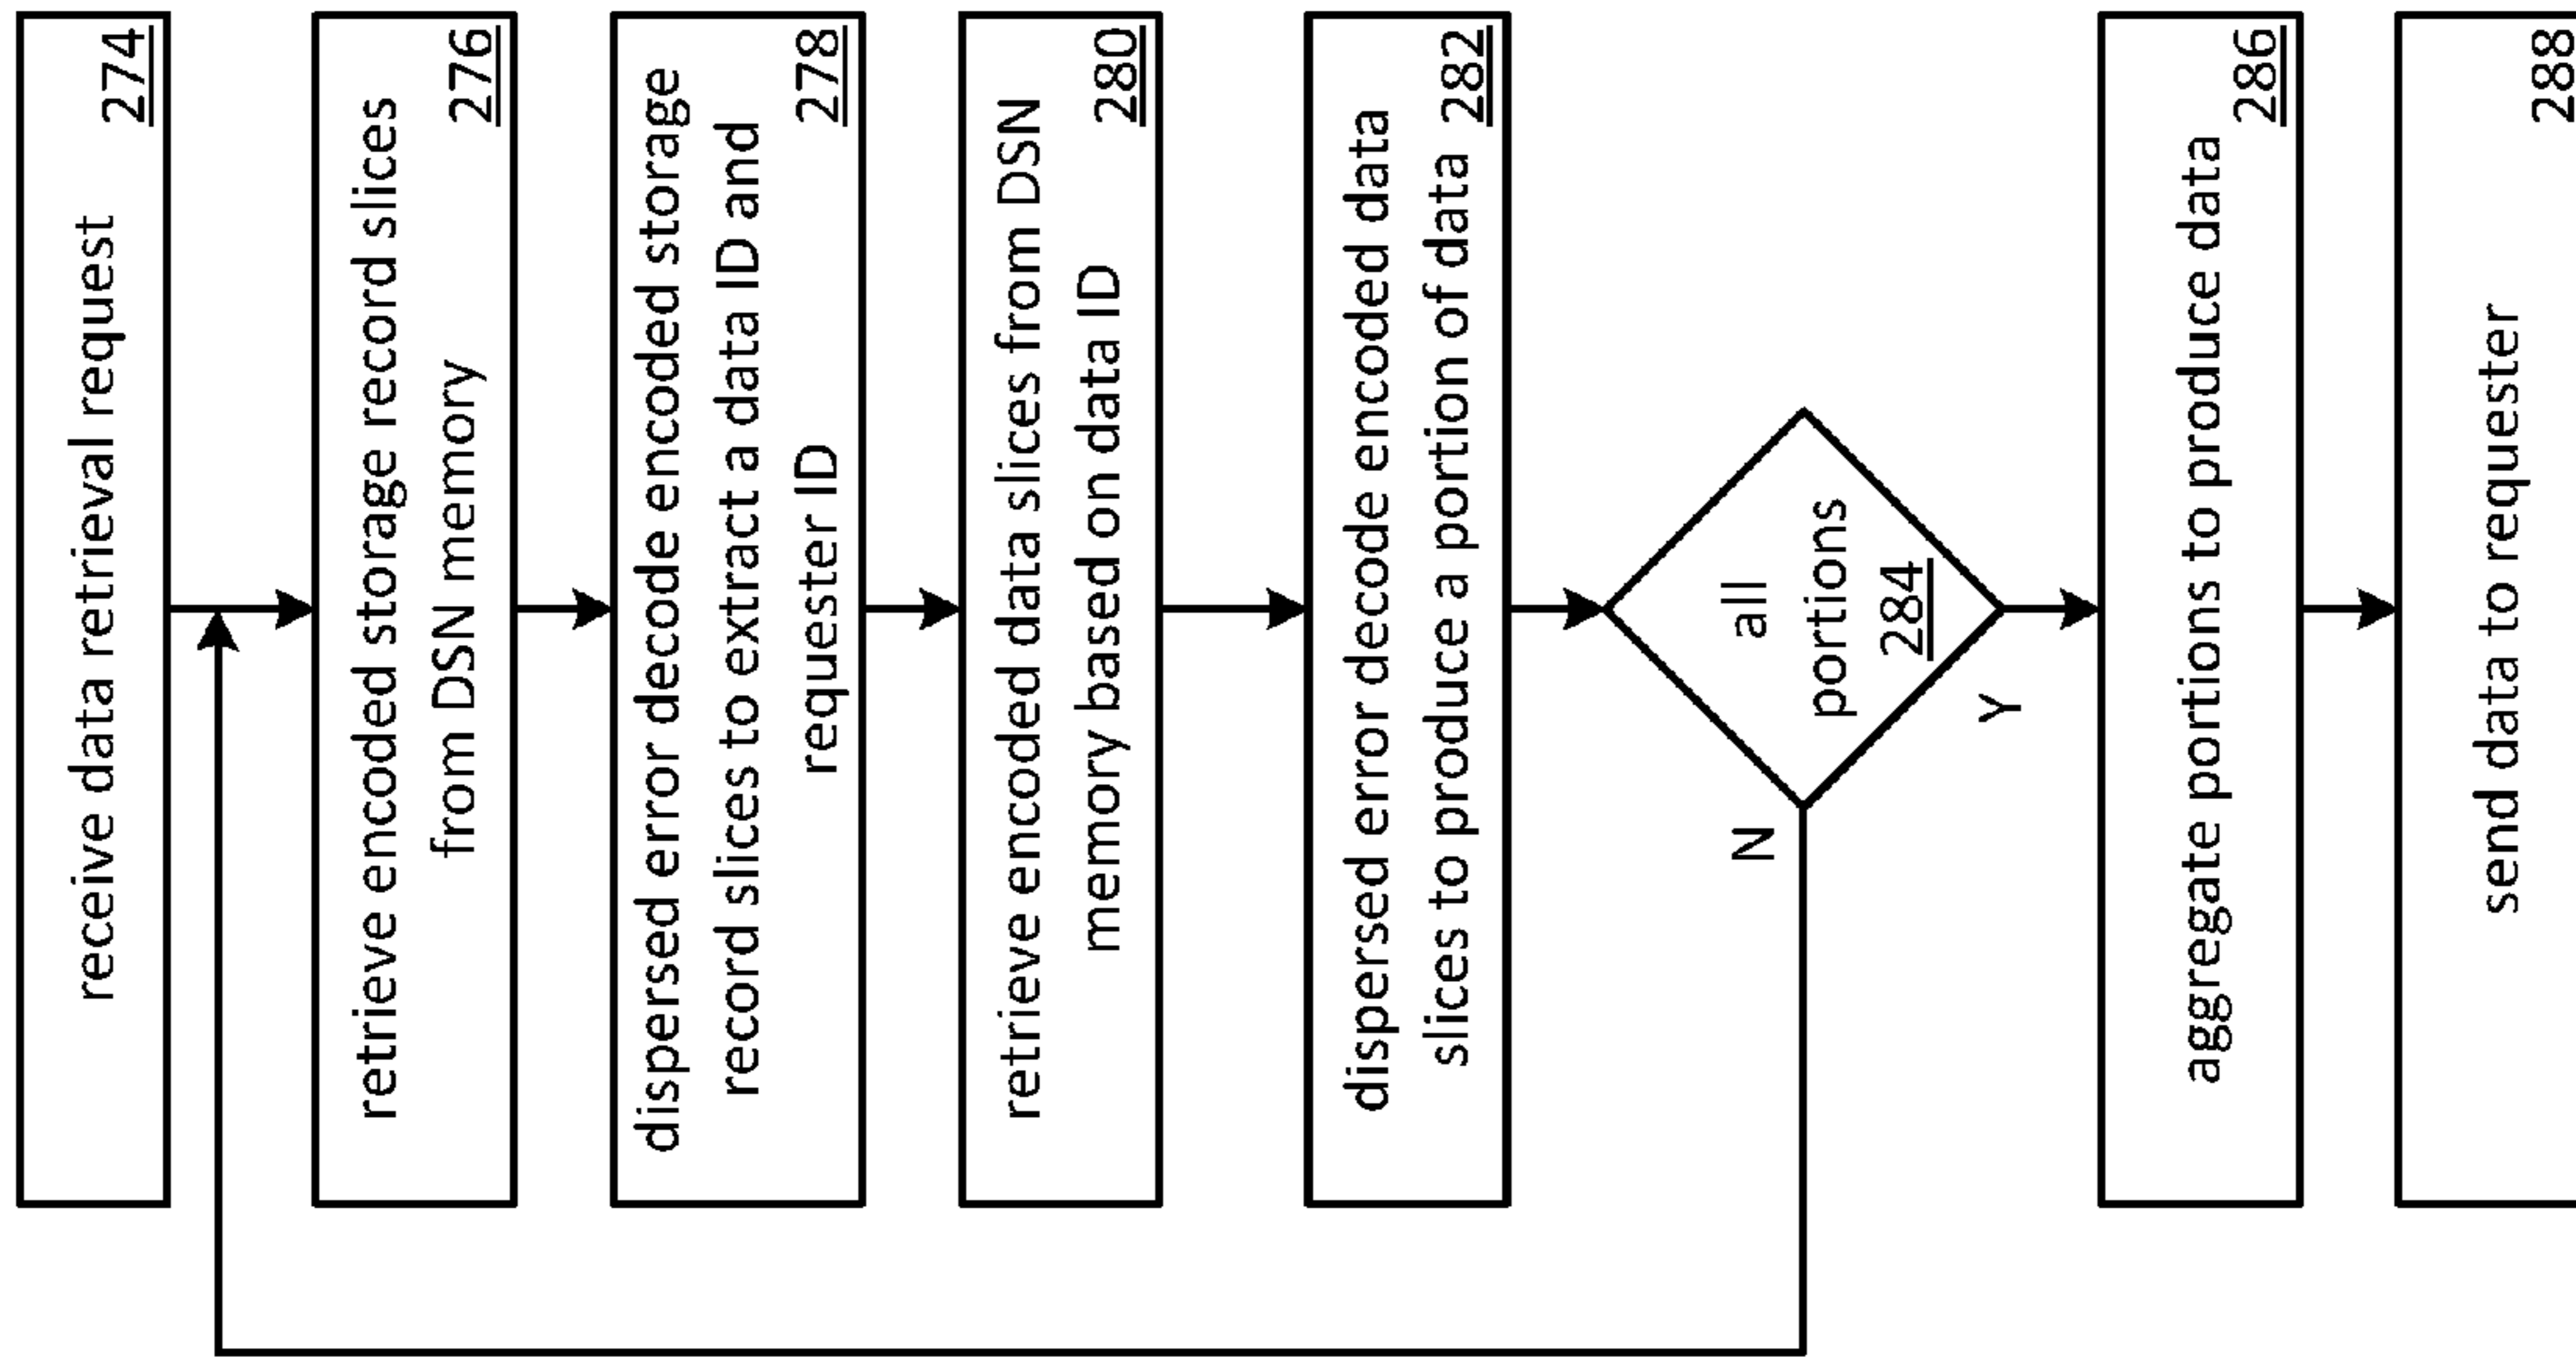 receive data retrieval request
274
retrieve encoded storage record slices
from DSN memory
276
dispersed error decode encoded storage
record slices to extract a data ID and
requester ID
278
retrieve encoded data slices from DSN
memory based on data ID
280
dispersed error decode encoded data
slices to produce a portion of data 282
all
portions
284
N
Y
aggregate portions to produce data
286
send data to requester
288